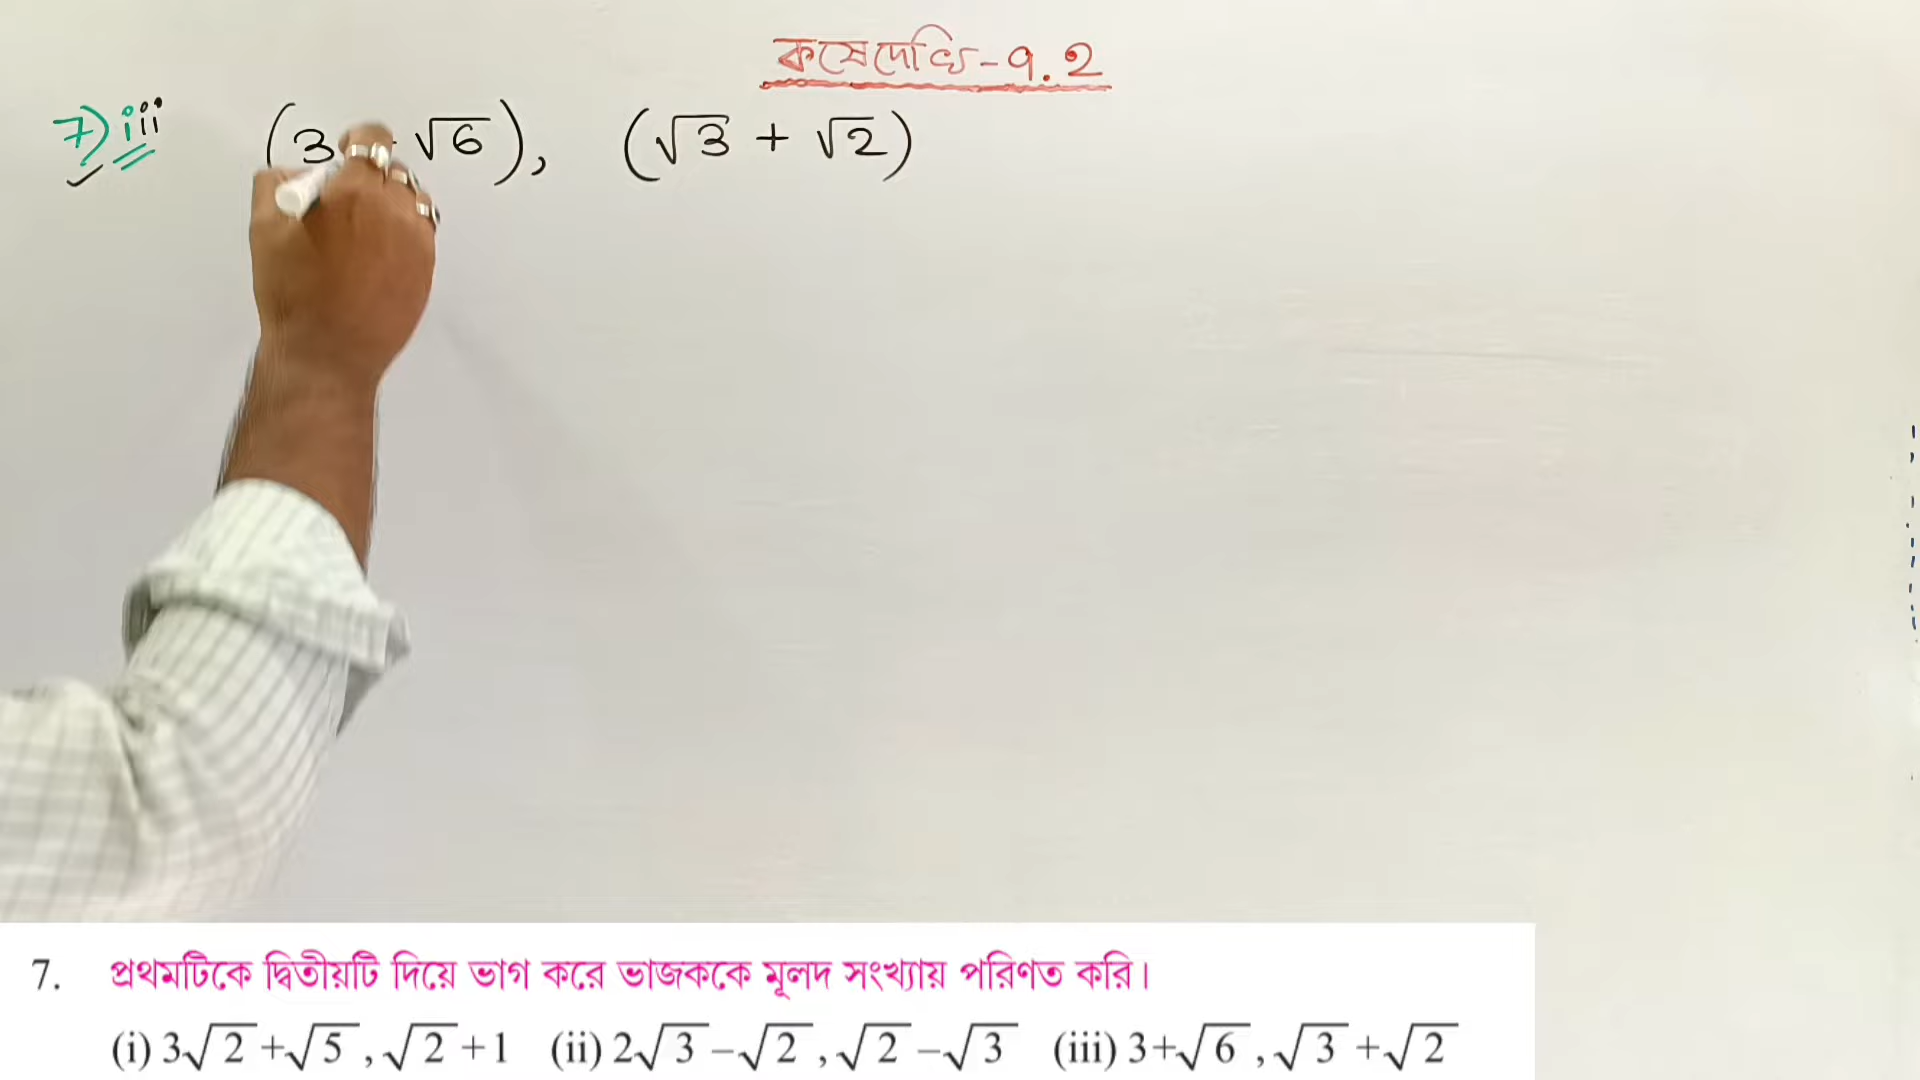 কষে দেখি - ৭.২
7) iii (3 + √6), (√3 + √2)
7. প্রথমটিকে দ্বিতীয়টি দিয়ে ভাগ করে ভাজককে মূলদ সংখ্যায় পরিণত করি।
(i) 3√2 + √5 , √2 + 1 (ii) 2√3 – √2 , √2 – √3 (iii) 3+√6 , √3 + √2